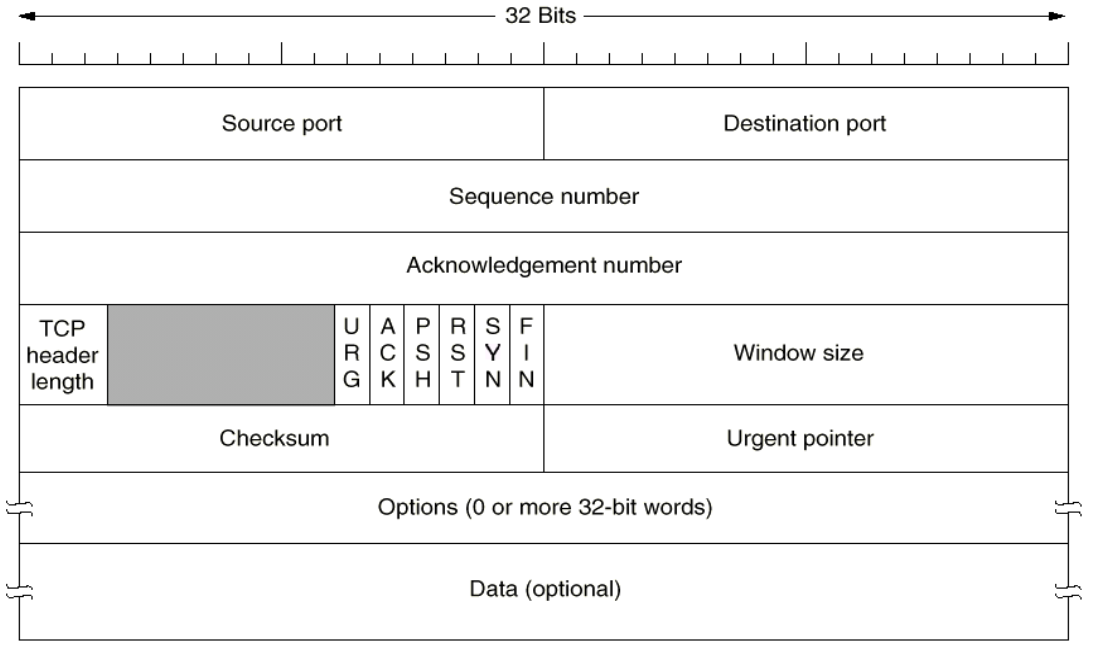 32 Bits
Source port
Destination port
Sequence number
Acknowledgement number
TCP
header
length
URG
ACK
PSH
RST
SYN
FIN
Window size
Checksum
Urgent pointer
Options (0 or more 32-bit words)
Data (optional)